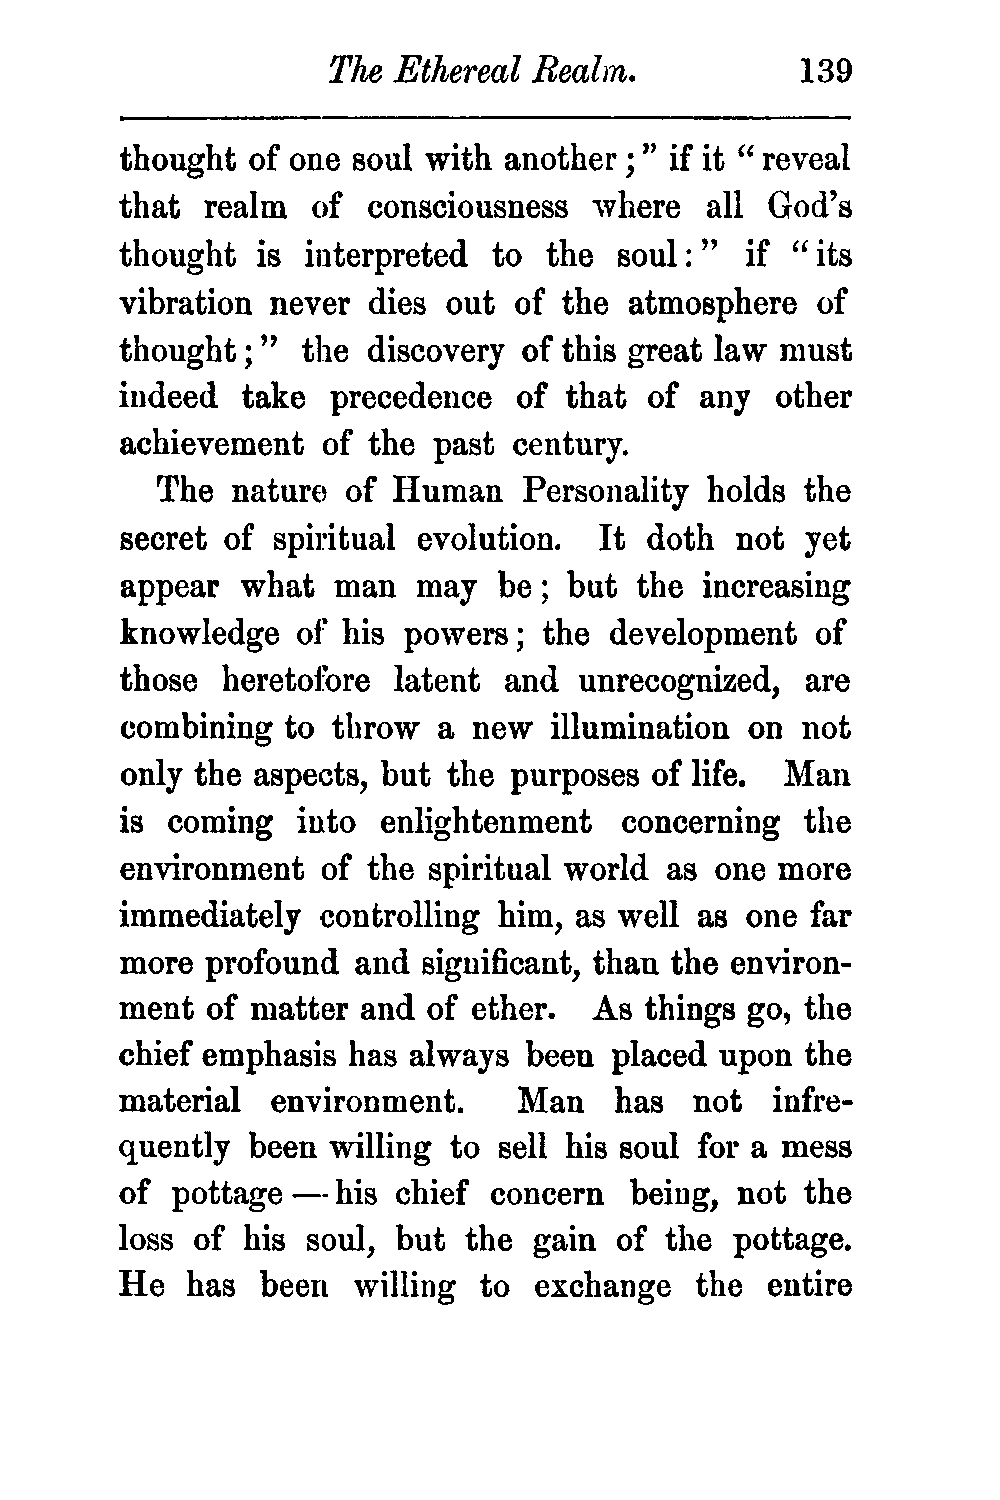 The Ethereal Realm. 139
thought of one soul with another ; ” if it “ reveal
that realm of consciousness where all God’s
thought is interpreted to the soul : ” if “ its
vibration never dies out of the atmosphere of
thought ; ” the discovery of this great law must
indeed take precedence of that of any other
achievement of the past century.
The nature of Human Personality holds the
secret of spiritual evolution. It doth not yet
appear what man may be ; but the increasing
knowledge of his powers ; the development of
those heretofore latent and unrecognized, are
combining to throw a new illumination on not
only the aspects, but the purposes of life. Man
is coming into enlightenment concerning the
environment of the spiritual world as one more
immediately controlling him, as well as one far
more profound and significant, than the environ-
ment of matter and of ether. As things go, the
chief emphasis has always been placed upon the
material environment. Man has not infre-
quently been willing to sell his soul for a mess
of pottage — his chief concern being, not the
loss of his soul, but the gain of the pottage.
He has been willing to exchange the entire